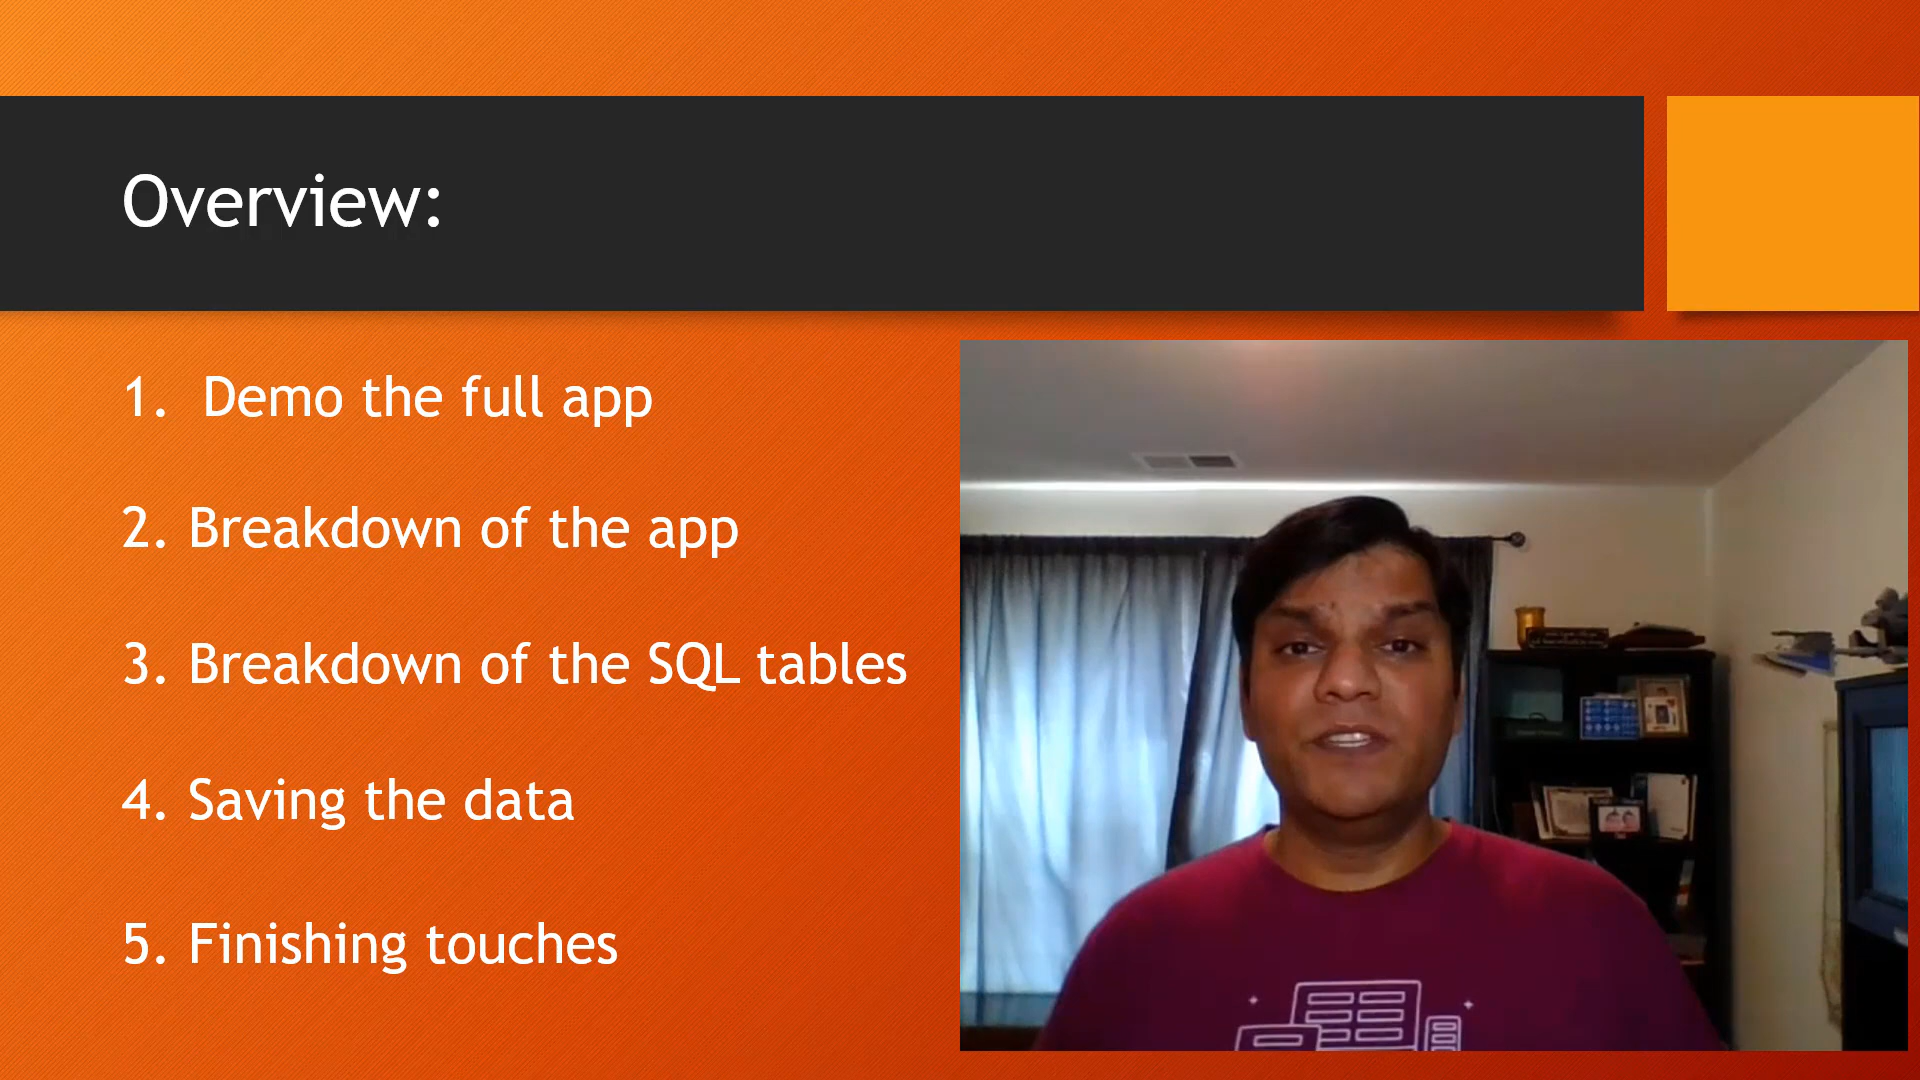 Overview:
1. Demo the full app
2. Breakdown of the app
3. Breakdown of the SQL tables
4. Saving the data
5. Finishing touches